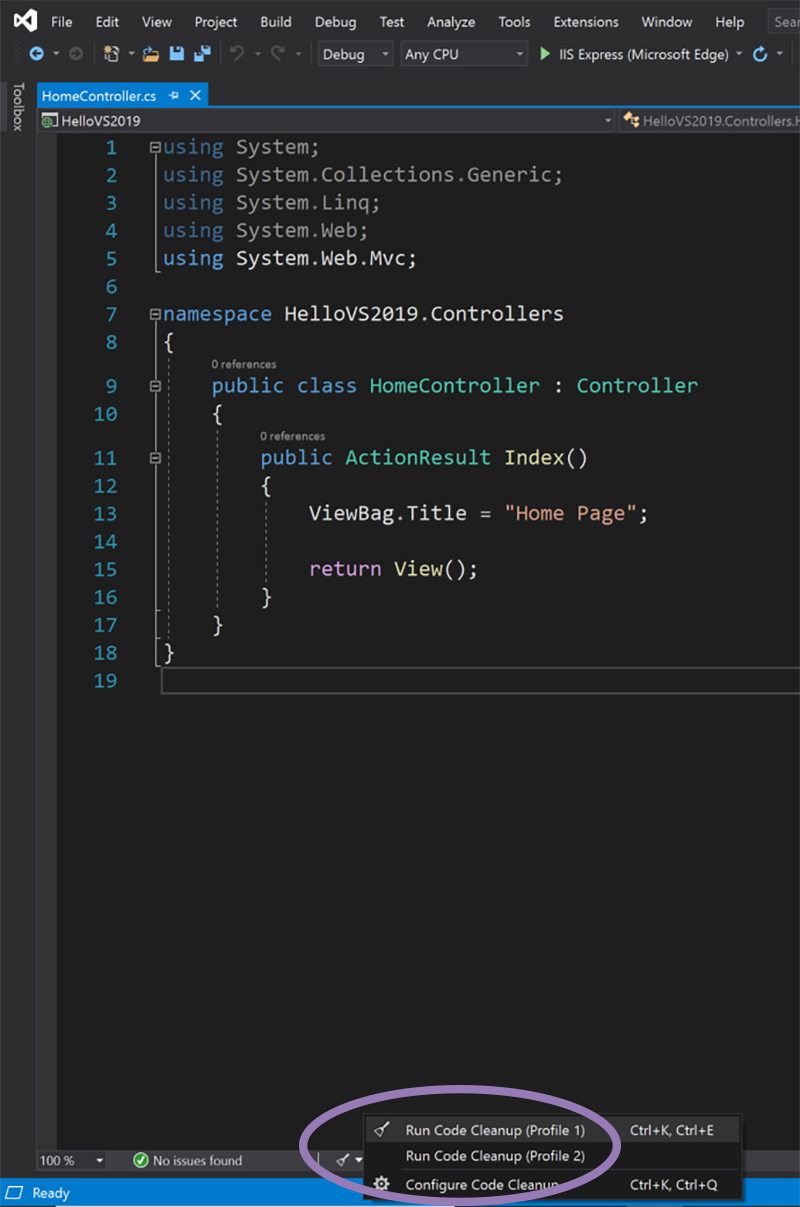 File Edit View Project Build Debug Test Analyze Tools Extensions Window Help Sear
Debug Any CPU IIS Express (Microsoft Edge)
Toolbox
HomeController.cs
HelloVS2019 HelloVS2019.Controllers.H
1 using System;
2 using System.Collections.Generic;
3 using System.Linq;
4 using System.Web;
5 using System.Web.Mvc;
6
7 namespace HelloVS2019.Controllers
8 {
0 references
9 public class HomeController : Controller
10 {
0 references
11 public ActionResult Index()
12 {
13 ViewBag.Title = "Home Page";
14
15 return View();
16 }
17 }
18 }
19
Run Code Cleanup (Profile 1) Ctrl+K, Ctrl+E
Run Code Cleanup (Profile 2)
Configure Code Cleanup Ctrl+K, Ctrl+Q
100 % No issues found
Ready